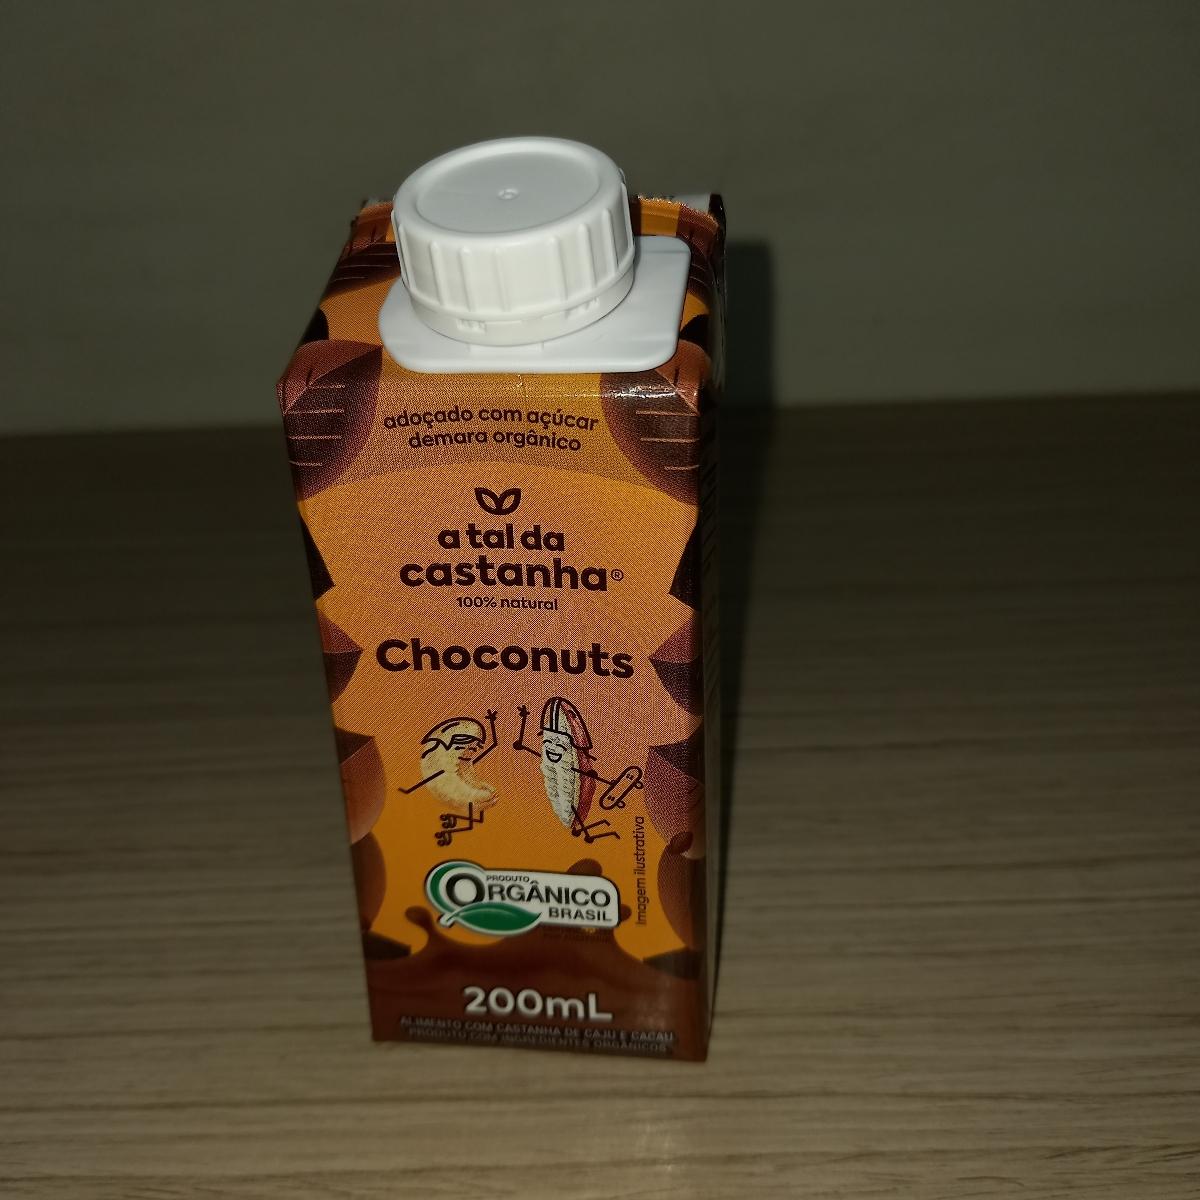 adoçado com açúcar
demara orgânico
a tal da
castanha®
100% natural
Choconuts
Imagem ilustrativa
PRODUTO
ORGÂNICO
BRASIL
200mL
ALIMENTO COM CASTANHA DE CAJU E CACAU
PRODUTO COM INGREDIENTES ORGÂNICOS